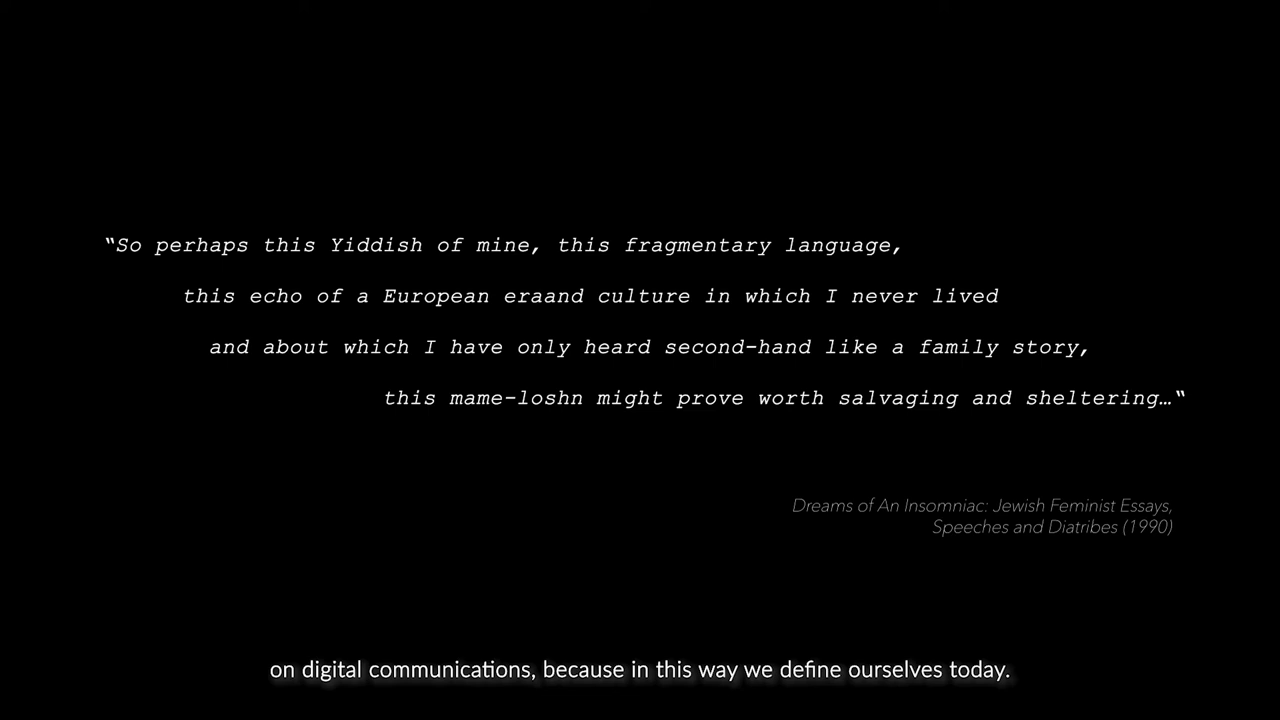 ‟So perhaps this Yiddish of mine, this fragmentary language,
this echo of a European eraand culture in which I never lived
and about which I have only heard second-hand like a family story,
this mame-loshn might prove worth salvaging and sheltering…‟
Dreams of An Insomniac: Jewish Feminist Essays,
Speeches and Diatribes (1990)
on digital communications, because in this way we define ourselves today.